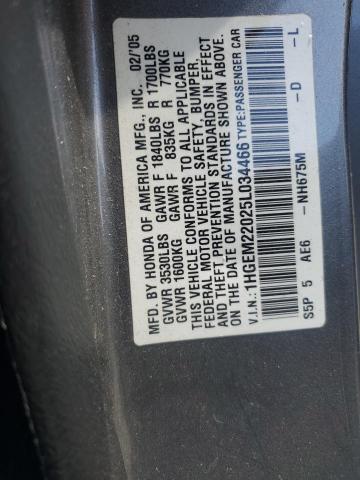 MFD. BY HONDA OF AMERICA MFG., INC. 02/'05
GVWR 3530LBS GAWR F 1840LBS R 1700LBS
GVWR 1600KG GAWR F 835KG R 770KG
THIS VEHICLE CONFORMS TO ALL APPLICABLE
FEDERAL MOTOR VEHICLE SAFETY, BUMPER,
AND THEFT PREVENTION STANDARDS IN EFFECT
ON THE DATE OF MANUFACTURE SHOWN ABOVE.
V.I.N.: 1HGEM22025L034466 TYPE:PASSENGER CAR
S5P 5 AE6 - NH675M - D - L